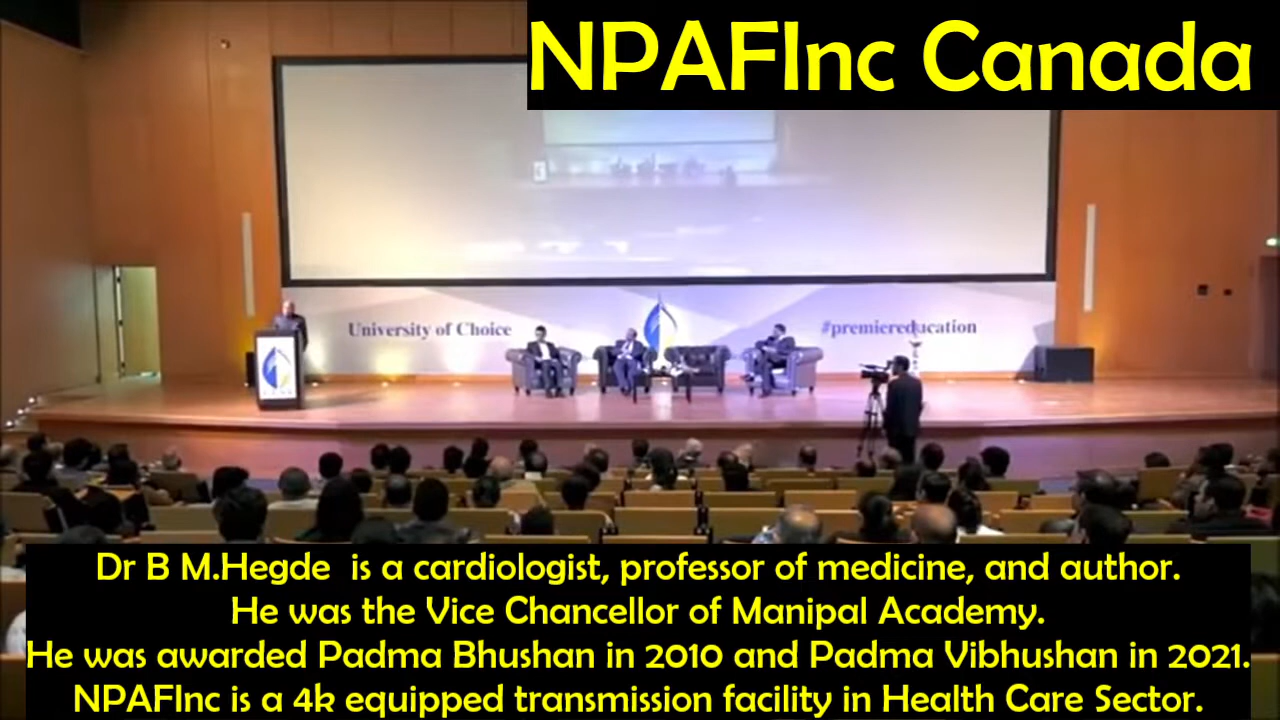 NPAFInc Canada
University of Choice
#premiereducation
Dr B M.Hegde is a cardiologist, professor of medicine, and author.
He was the Vice Chancellor of Manipal Academy.
He was awarded Padma Bhushan in 2010 and Padma Vibhushan in 2021.
NPAFInc is a 4k equipped transmission facility in Health Care Sector.